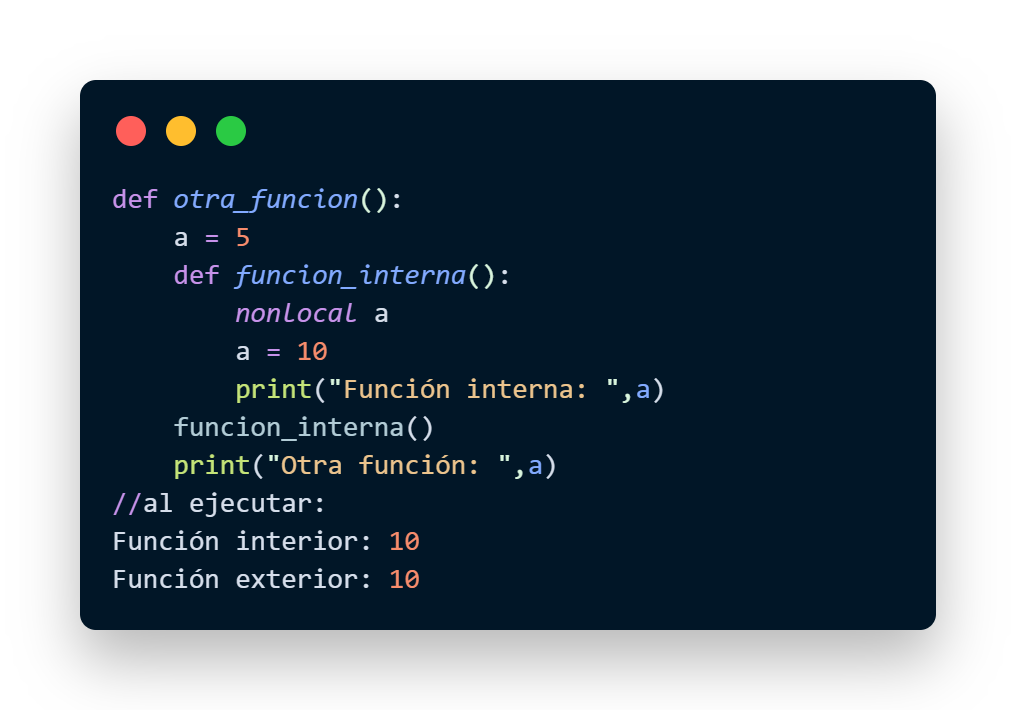 def otra_funcion():
    a = 5
    def funcion_interna():
        nonlocal a
        a = 10
        print("Función interna: ",a)
    funcion_interna()
    print("Otra función: ",a)
//al ejecutar:
Función interior: 10
Función exterior: 10